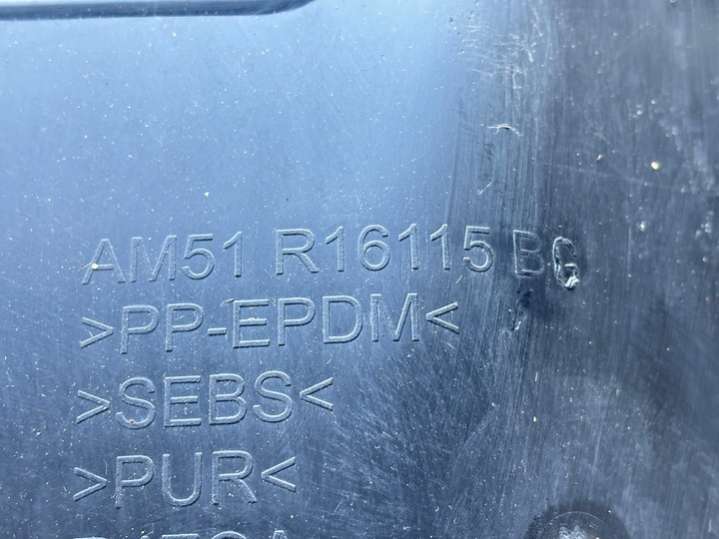 AM51 R16115 BG
>PP-EPDM<
>SEBS<
>PUR<